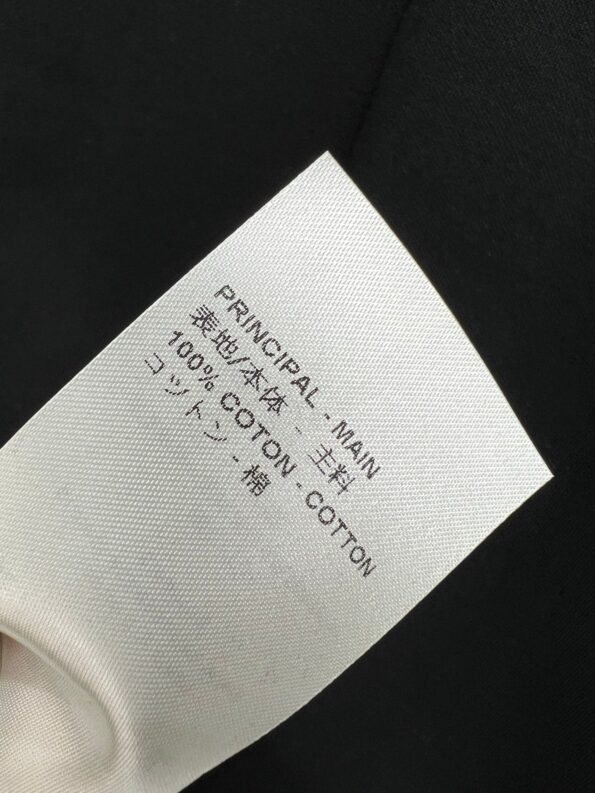 PRINCIPAL - MAIN
表地/本体 - 主料
100% COTON - COTTON
コットン - 棉